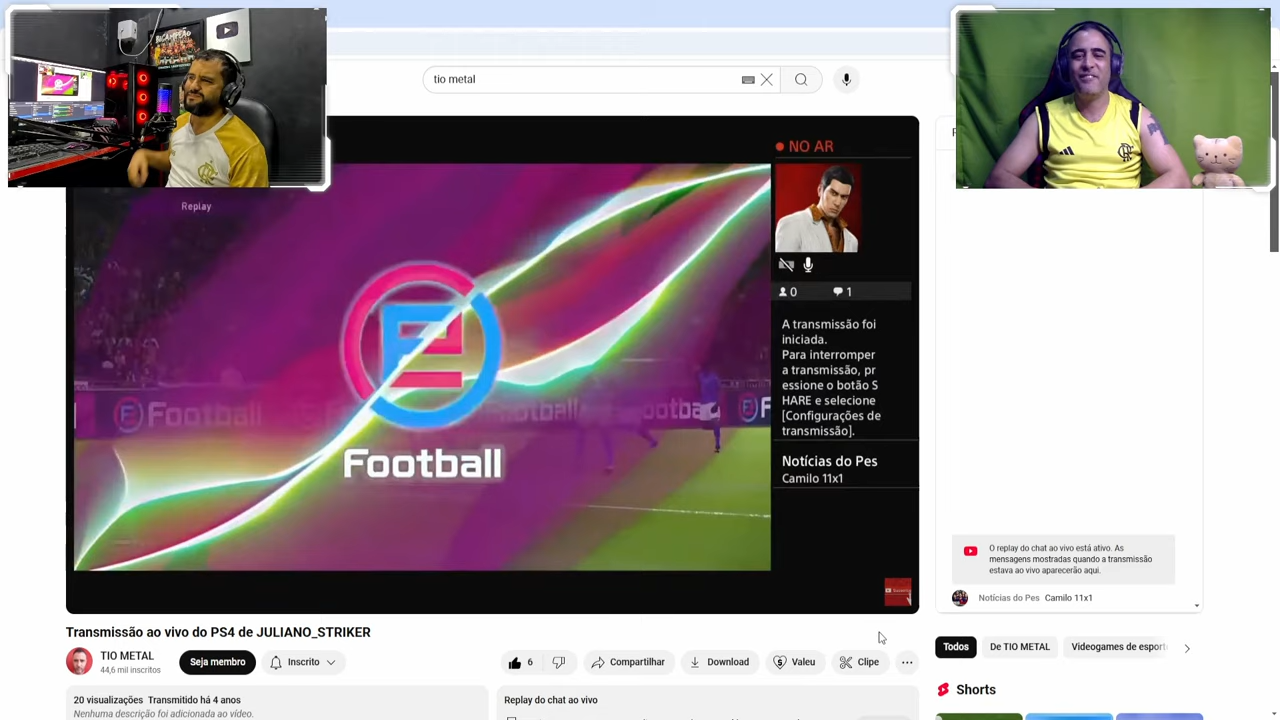 BICAMPEÃO
tio metal
NO AR
Replay
0
1
A transmissão foi
iniciada.
Para interromper
a transmissão, pr
essione o botão S
HARE e selecione
[Configurações de
transmissão].
Notícias do Pes
Camilo 11x1
Football
Football
Football
O replay do chat ao vivo está ativo. As
mensagens mostradas quando a transmissão
estava ao vivo aparecerão aqui.
Notícias do Pes Camilo 11x1
Transmissão ao vivo do PS4 de JULIANO_STRIKER
TIO METAL
44,6 mil inscritos
Seja membro
Inscrito
6
Compartilhar
Download
Valeu
Clipe
Todos
De TIO METAL
Videogames de esport
Shorts
20 visualizações Transmitido há 4 anos
Nenhuma descrição foi adicionada ao vídeo.
Replay do chat ao vivo